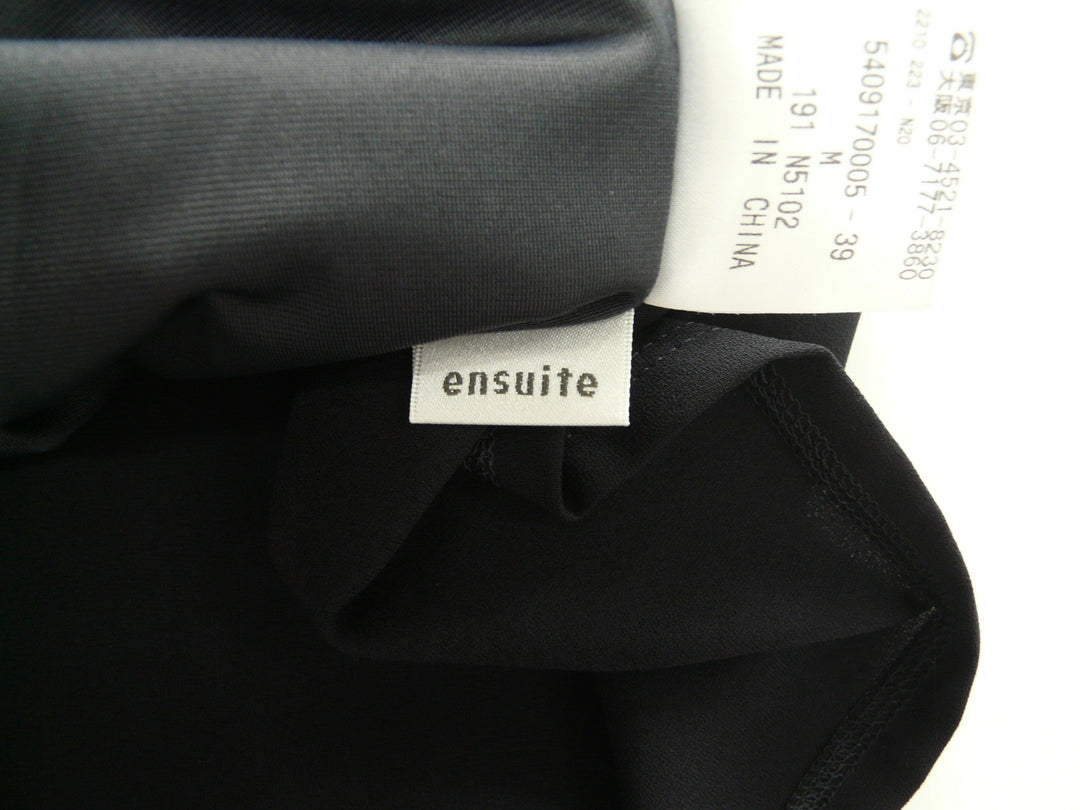 ☎東京03-4521-8230
大阪06-7177-3860
2210 223 - N20
5409170005 - 39
M
191 N5102
MADE IN CHINA
ensuite